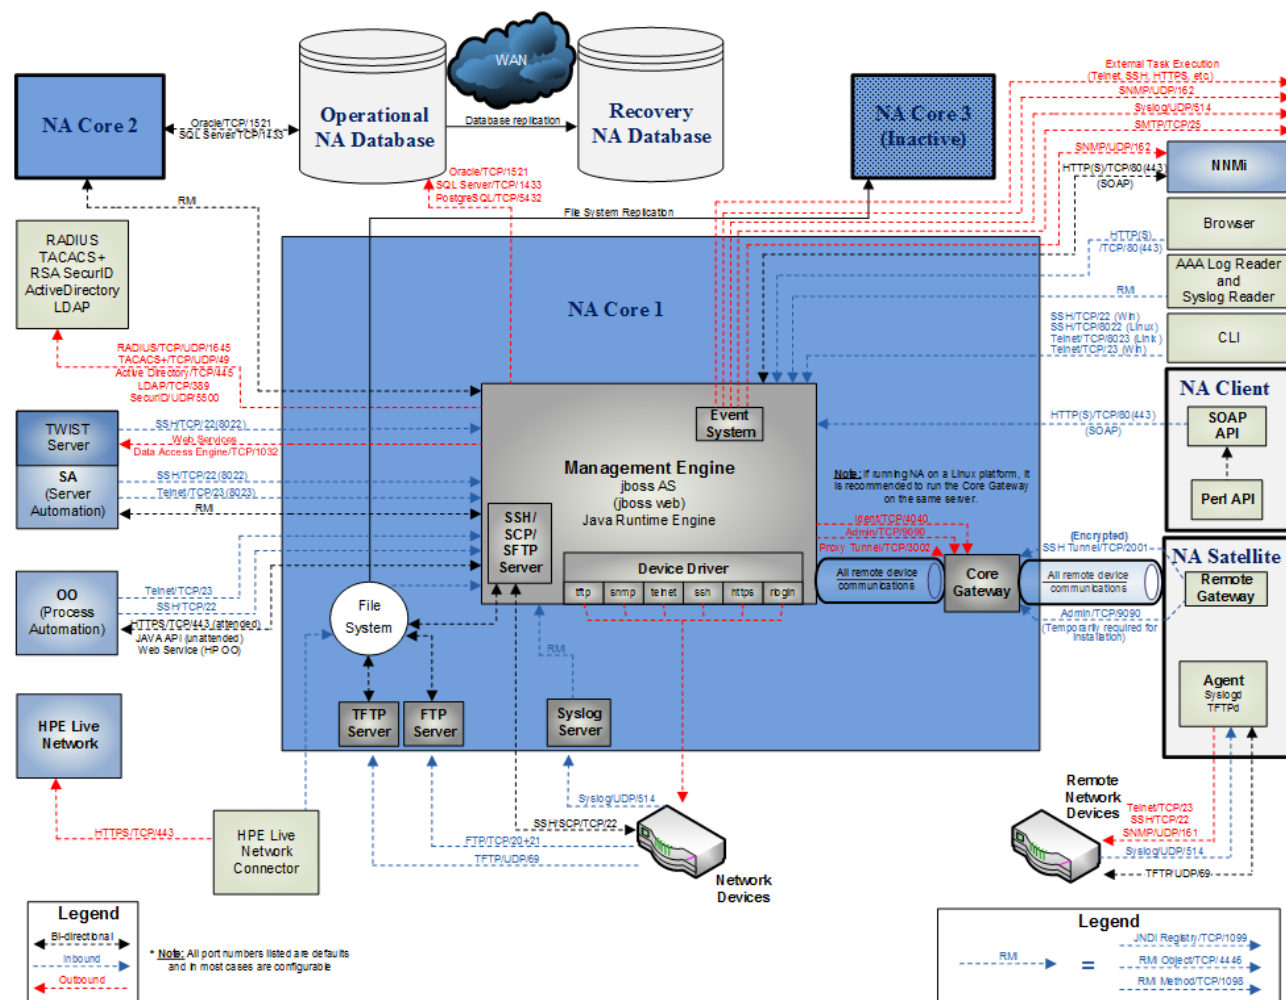 WAN
External Task Execution
(Telnet, SSH, HTTPS, etc)
SNMP/UDP/162
Syslog/UDP/514
SMTP/TCP/25
NA Core 2
Oracle/TCP/1521
SQL Server/TCP/1433
Operational
NA Database
Database replication
Recovery
NA Database
NA Core 3
(Inactive)
SNMP/UDP/162
HTTP(S)/TCP/80(443)
(SOAP)
NNMi
Oracle/TCP/1521
SQL Server/TCP/1433
PostgreSQL/TCP/5432
RMI
File System Replication
Browser
HTTP(S)
/TCP/80(443)
RADIUS
TACACS+
RSA SecurID
ActiveDirectory
LDAP
AAA Log Reader
and
Syslog Reader
RMI
NA Core 1
SSH/TCP/22 (Win)
SSH/TCP/8022 (Linux)
Telnet/TCP/8023 (Link)
Telnet/TCP/23 (Win)
CLI
RADIUS/TCP/UDP/1645
TACACS+/TCP/UDP/49
Active Directory/TCP/445
LDAP/TCP/389
SecurID/UDP/5500
NA Client
SOAP
API
Perl API
HTTP(S)/TCP/80(443)
(SOAP)
TWIST
Server
SSH/TCP/22(8022)
Web Services
Data Access Engine/TCP/1032
SA
(Server
Automation)
SSH/TCP/22(8022)
Telnet/TCP/23(8023)
RMI
Event
System
Management Engine
jboss AS
(jboss web)
Java Runtime Engine
Note: If running NA on a Linux platform, it
is recommended to run the Core Gateway
on the same server.
SSH/
SCP/
SFTP
Server
Ident/TCP/4040
Admin/TCP/9090
Proxy Tunnel/TCP/3002
(Encrypted)
SSH Tunnel/TCP/2001
NA Satellite
Device Driver
tftp
snmp
telnet
ssh
https
rlogin
All remote device
communications
Core
Gateway
All remote device
communications
Remote
Gateway
Admin/TCP/9090
(Temporarily required for
Installation)
OO
(Process
Automation)
Telnet/TCP/23
SSH/TCP/22
HTTPS/TCP/443 (attended)
JAVA API (unattended)
Web Service (HP OO)
File
System
RMI
Agent
Syslogd
TFTPd
HPE Live
Network
TFTP
Server
FTP
Server
Syslog
Server
HTTPS/TCP/443
HPE Live
Network
Connector
Syslog/UDP/514
SSH/SCP/TCP/22
FTP/TCP/20+21
TFTP/UDP/69
Network
Devices
Remote
Network
Devices
Telnet/TCP/23
SSH/TCP/22
SNMP/UDP/161
Syslog/UDP/514
TFTP/UDP/69
Legend
Bi-directional
Inbound
Outbound
* Note: All port numbers listed are defaults
and in most cases are configurable
Legend
RMI
=
JNDI Registry/TCP/1099
RMI Object/TCP/4446
RMI Method/TCP/1098